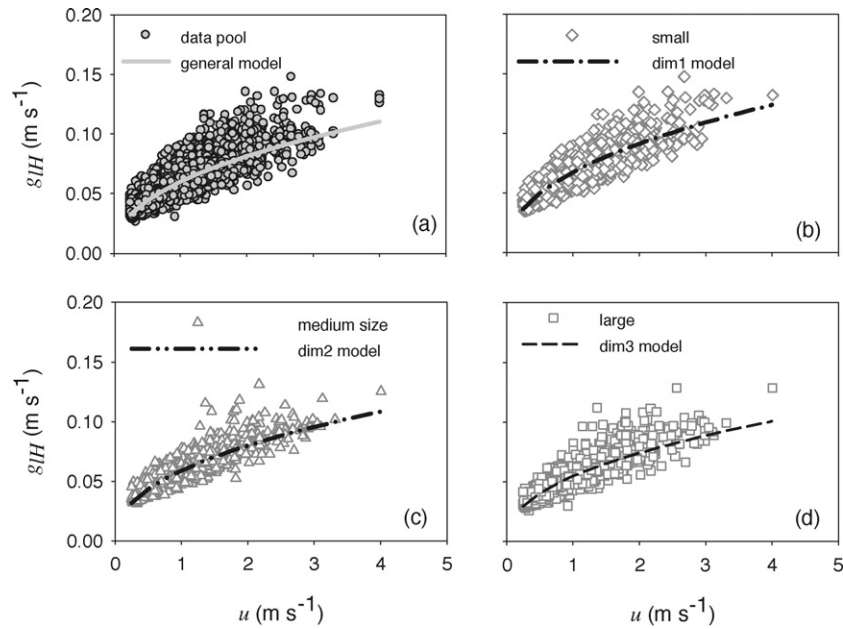 0.20
data pool
general model
0.15
0.10
0.05
0.00
glH (m s-1)
(a)
small
dim1 model
(b)
0.20
medium size
dim2 model
0.15
0.10
0.05
0.00
glH (m s-1)
(c)
0 1 2 3 4 5
u (m s-1)
large
dim3 model
(d)
0 1 2 3 4 5
u (m s-1)